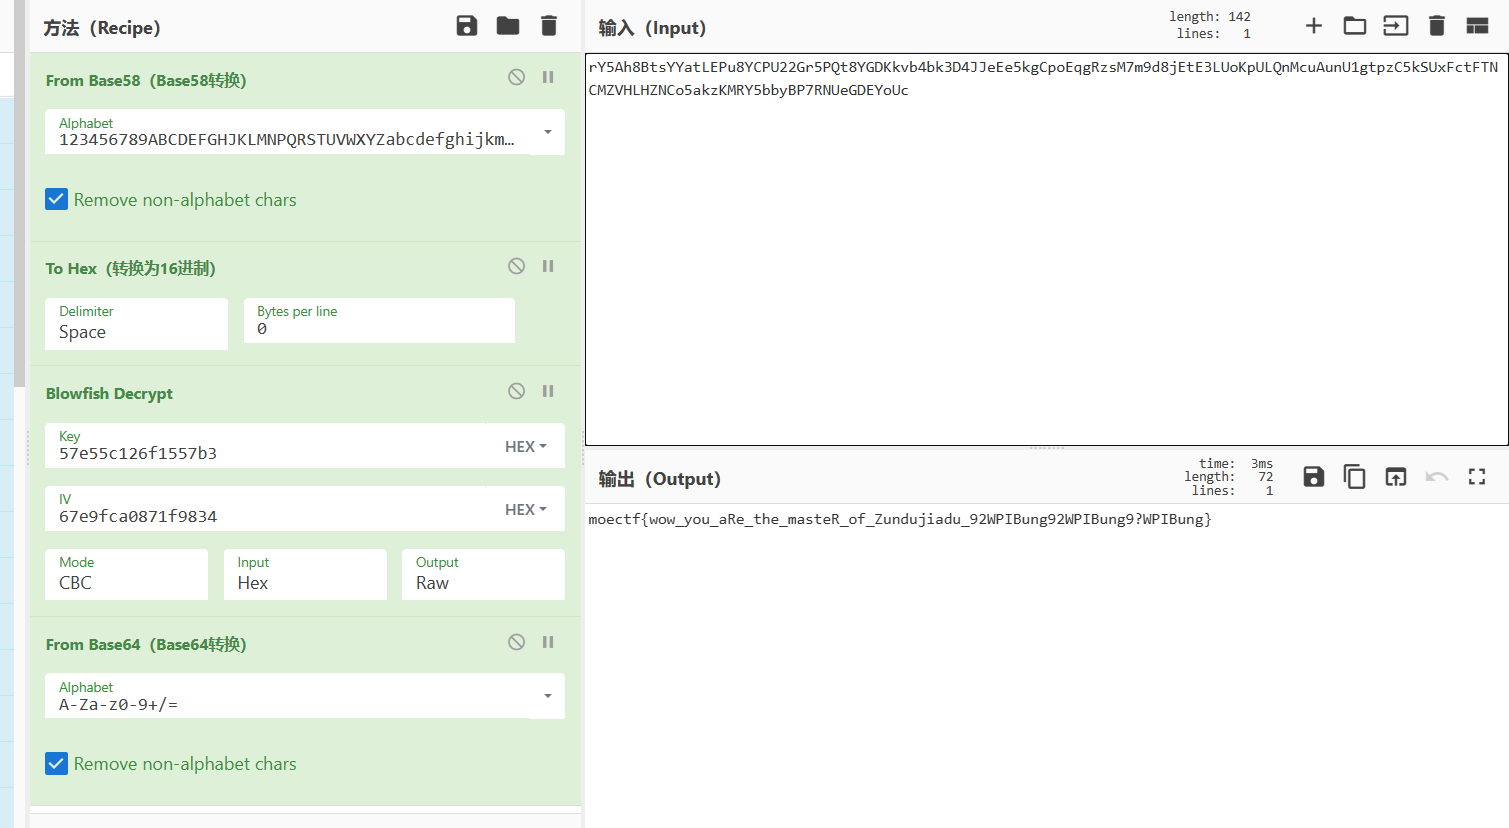 方法（Recipe）
From Base58（Base58转换）
Alphabet
123456789ABCDEFGHJKLMNPQRSTUVWXYZabcdefghijkm…
Remove non-alphabet chars
To Hex（转换为16进制）
Delimiter
Space
Bytes per line
0
Blowfish Decrypt
Key
57e55c126f1557b3
HEX
IV
67e9fca0871f9834
HEX
Mode
CBC
Input
Hex
Output
Raw
From Base64（Base64转换）
Alphabet
A-Za-z0-9+/=
Remove non-alphabet chars
输入（Input）
length: 142
lines: 1
rY5Ah8BtsYYatLEPu8YCPU22Gr5PQt8YGDKkvb4bk3D4JJeEe5kgCpoEqgRzsM7m9d8jEtE3LUoKpULQnMcuAunU1gtpzC5kSUxFctFTN
CMZVHLHZNCo5akzKMRY5bbyBP7RNUeGDEYoUc
输出（Output）
time: 3ms
length: 72
lines: 1
moectf{wow_you_aRe_the_masteR_of_Zundujiadu_92WPIBung92WPIBung9?WPIBung}